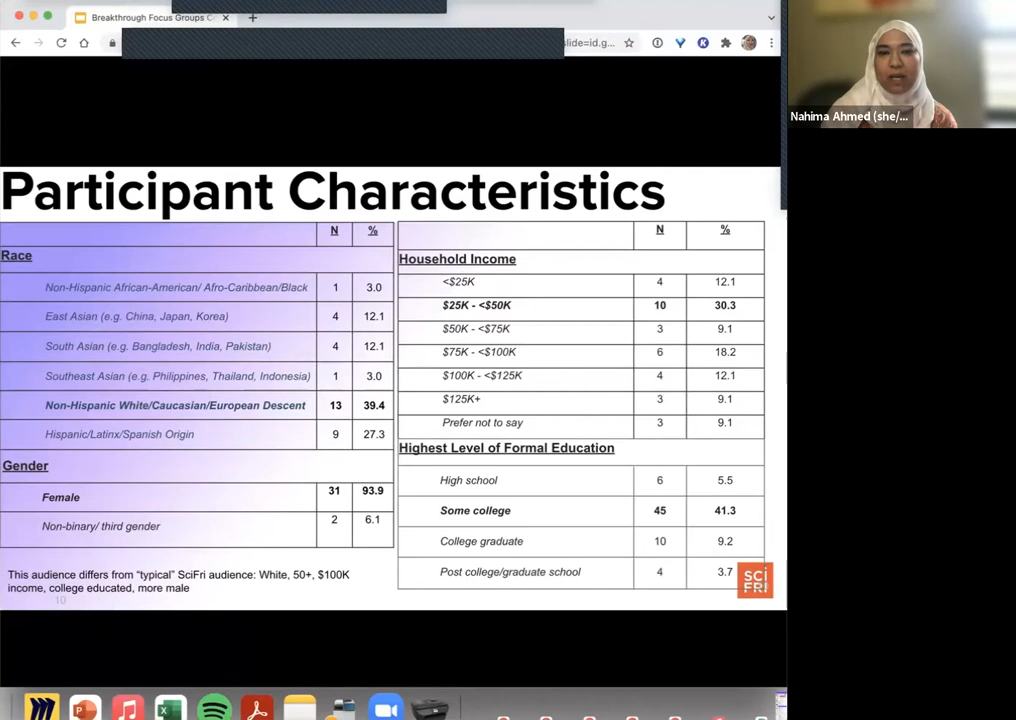 Breakthrough Focus Groups C
slide=id.g...
Nahima Ahmed (she/...
Participant Characteristics
N %
Race
Non-Hispanic African-American/ Afro-Caribbean/Black 1 3.0
East Asian (e.g. China, Japan, Korea) 4 12.1
South Asian (e.g. Bangladesh, India, Pakistan) 4 12.1
Southeast Asian (e.g. Philippines, Thailand, Indonesia) 1 3.0
Non-Hispanic White/Caucasian/European Descent 13 39.4
Hispanic/Latinx/Spanish Origin 9 27.3
Gender
Female 31 93.9
Non-binary/ third gender 2 6.1
This audience differs from “typical” SciFri audience: White, 50+, $100K
income, college educated, more male
10
N %
Household Income
<$25K 4 12.1
$25K - <$50K 10 30.3
$50K - <$75K 3 9.1
$75K - <$100K 6 18.2
$100K - <$125K 4 12.1
$125K+ 3 9.1
Prefer not to say 3 9.1
Highest Level of Formal Education
High school 6 5.5
Some college 45 41.3
College graduate 10 9.2
Post college/graduate school 4 3.7
SCI
FRI